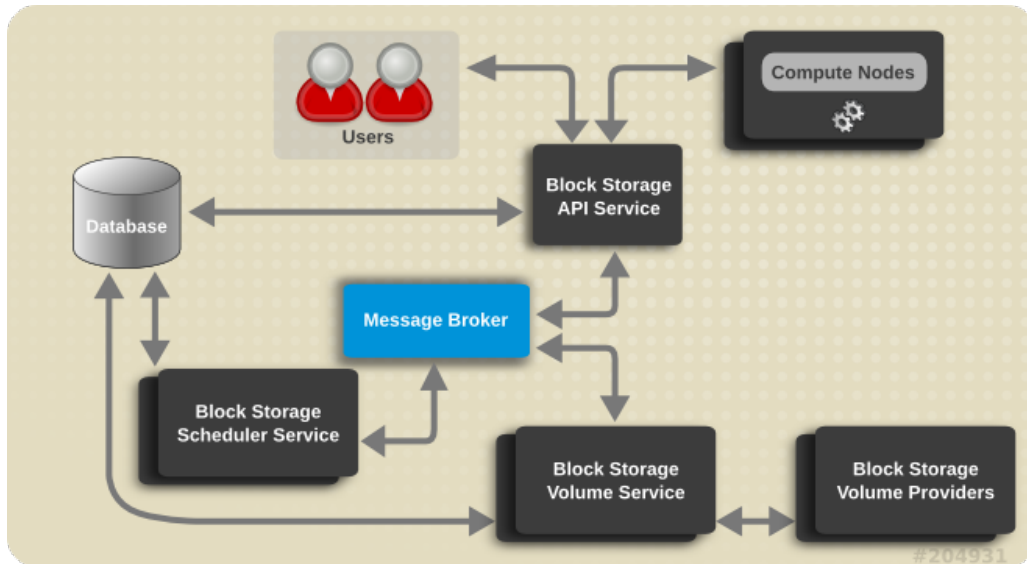 Users
Compute Nodes
Block Storage
API Service
Database
Message Broker
Block Storage
Scheduler Service
Block Storage
Volume Service
Block Storage
Volume Providers
#204931